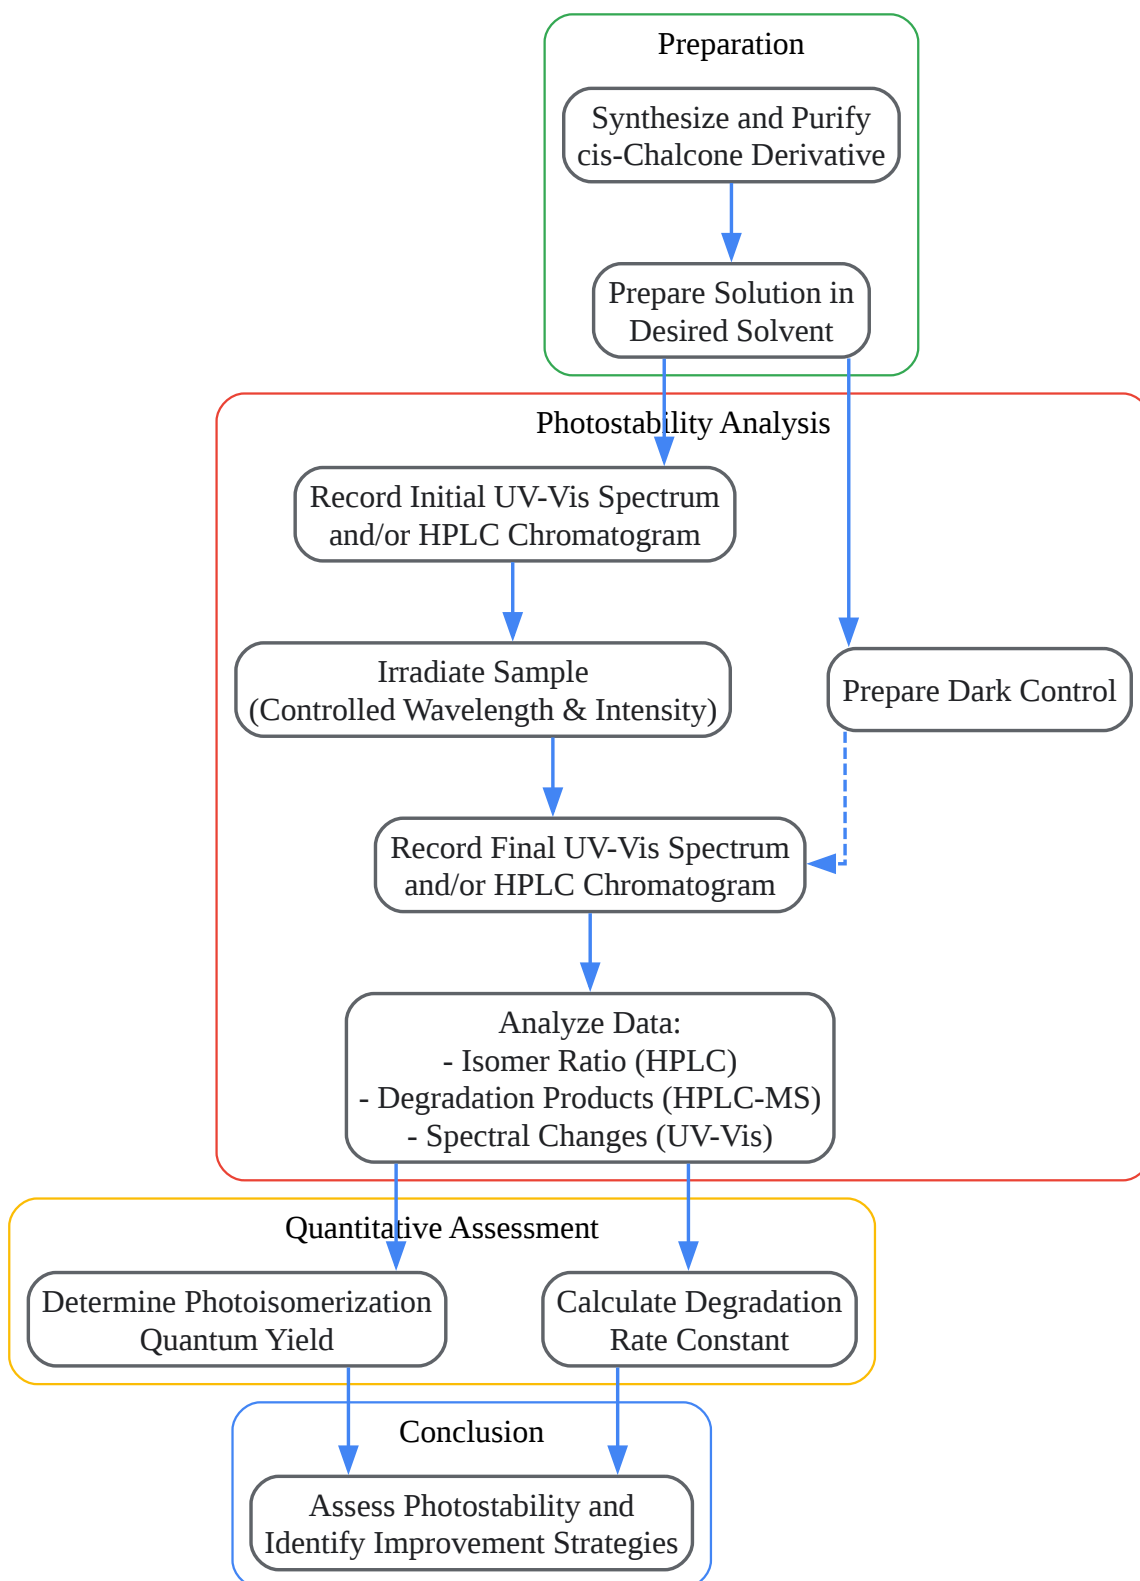 Preparation
Synthesize and Purify
cis-Chalcone Derivative
Prepare Solution in
Desired Solvent
Photostability Analysis
Record Initial UV-Vis Spectrum
and/or HPLC Chromatogram
Irradiate Sample
(Controlled Wavelength & Intensity)
Prepare Dark Control
Record Final UV-Vis Spectrum
and/or HPLC Chromatogram
Analyze Data:
- Isomer Ratio (HPLC)
- Degradation Products (HPLC-MS)
- Spectral Changes (UV-Vis)
Quantitative Assessment
Determine Photoisomerization
Quantum Yield
Calculate Degradation
Rate Constant
Conclusion
Assess Photostability and
Identify Improvement Strategies